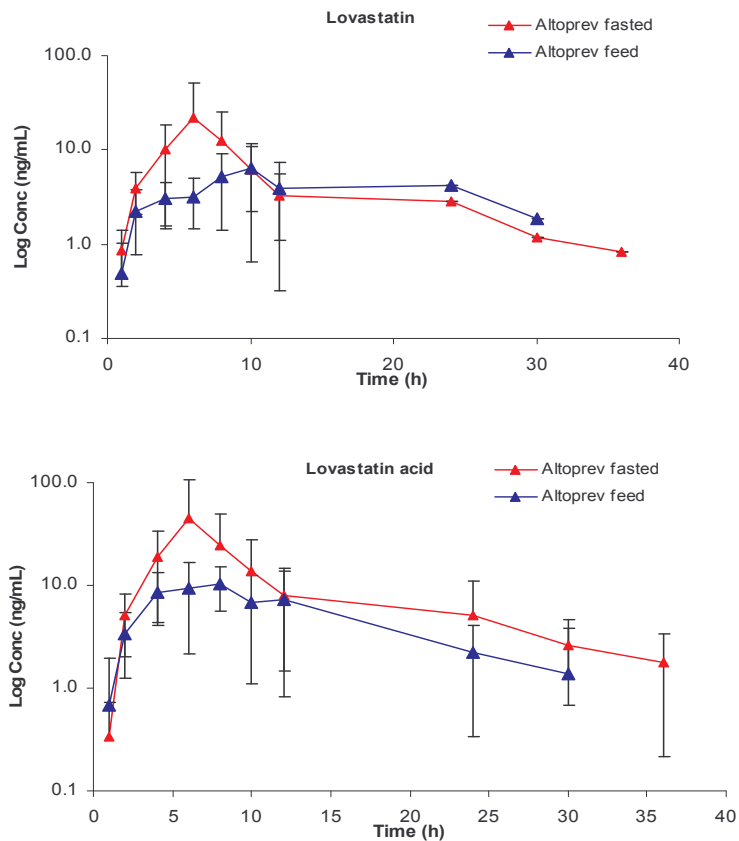 Lovastatin
Altoprev fasted
Altoprev feed
100.0
10.0
1.0
0.1
Log Conc (ng/mL)
0 10 20 30 40
Time (h)
Lovastatin acid
Altoprev fasted
Altoprev feed
100.0
10.0
1.0
0.1
Log Conc (ng/mL)
0 5 10 15 20 25 30 35 40
Time (h)